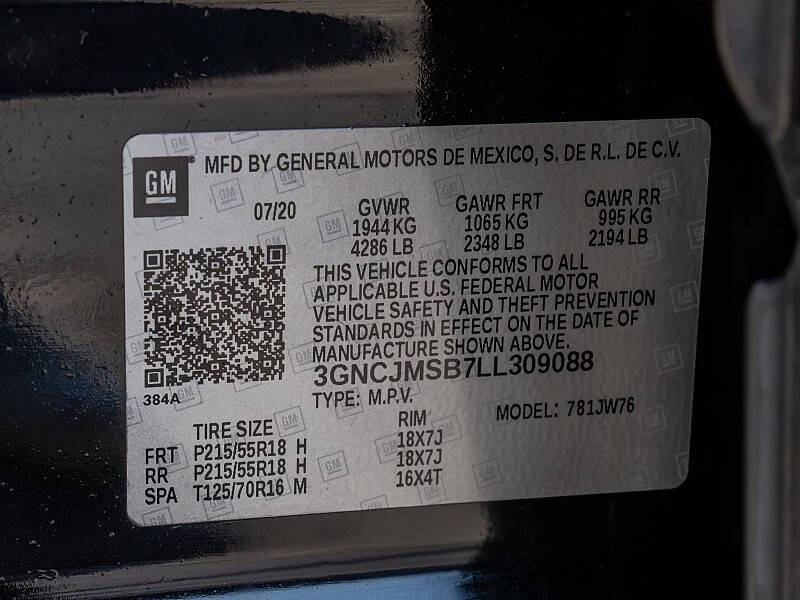 GM MFD BY GENERAL MOTORS DE MEXICO, S. DE R.L. DE C.V.
07/20 GVWR GAWR FRT GAWR RR
1944 KG 1065 KG 995 KG
4286 LB 2348 LB 2194 LB
THIS VEHICLE CONFORMS TO ALL
APPLICABLE U.S. FEDERAL MOTOR
VEHICLE SAFETY AND THEFT PREVENTION
STANDARDS IN EFFECT ON THE DATE OF
MANUFACTURE SHOWN ABOVE.
3GNCJMSB7LL309088
384A
TYPE: M.P.V. MODEL: 781JW76
TIRE SIZE RIM
FRT P215/55R18 H 18X7J
RR P215/55R18 H 18X7J
SPA T125/70R16 M 16X4T